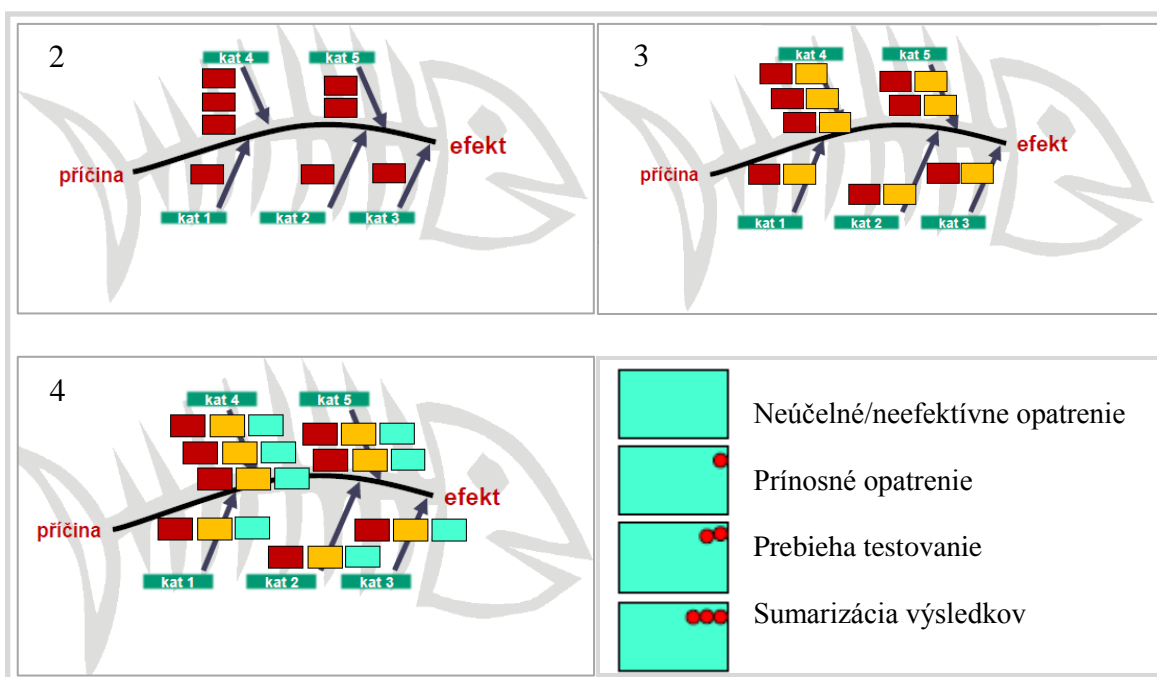 2
kat 4
kat 5
příčina
efekt
kat 1
kat 2
kat 3
3
kat 4
kat 5
příčina
efekt
kat 1
kat 2
kat 3
4
kat 4
kat 5
příčina
efekt
kat 1
kat 2
kat 3
Neúčelné/neefektívne opatrenie
Prínosné opatrenie
Prebieha testovanie
Sumarizácia výsledkov